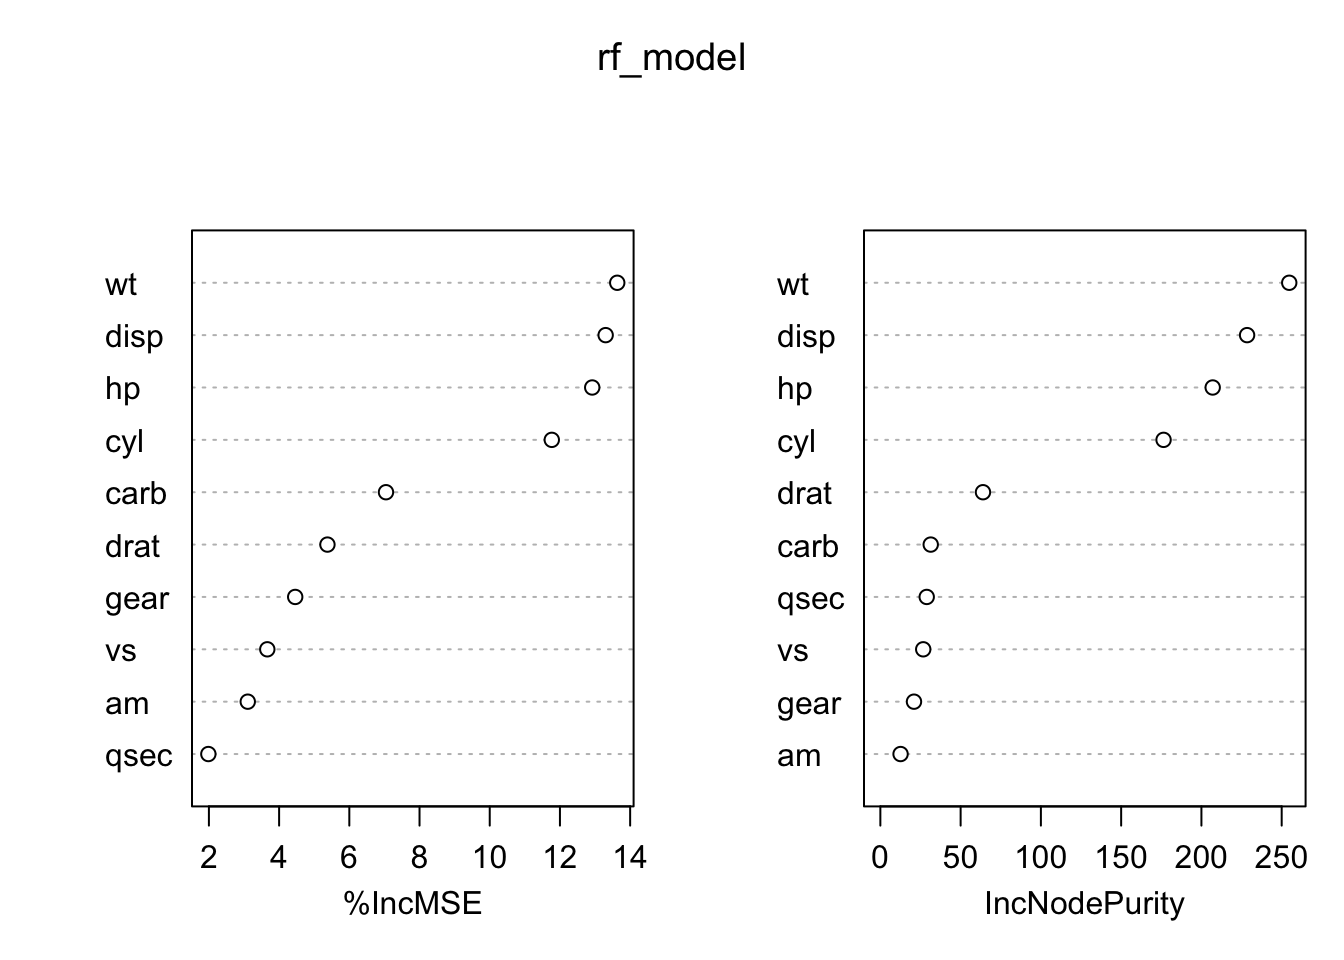 rf_model
wt
disp
hp
cyl
carb
drat
gear
vs
am
qsec
2 4 6 8 10 12 14
%IncMSE
wt
disp
hp
cyl
drat
carb
qsec
vs
gear
am
0 50 100 150 200 250
IncNodePurity